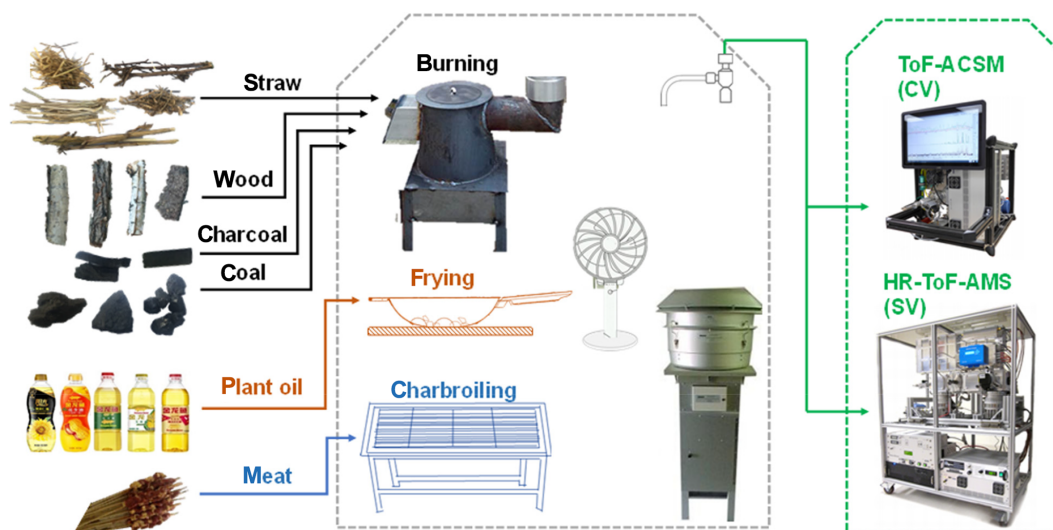 Straw
Wood
Charcoal
Coal
Plant oil
Meat
Burning
Frying
Charbroiling
ToF-ACSM
(CV)
HR-ToF-AMS
(SV)